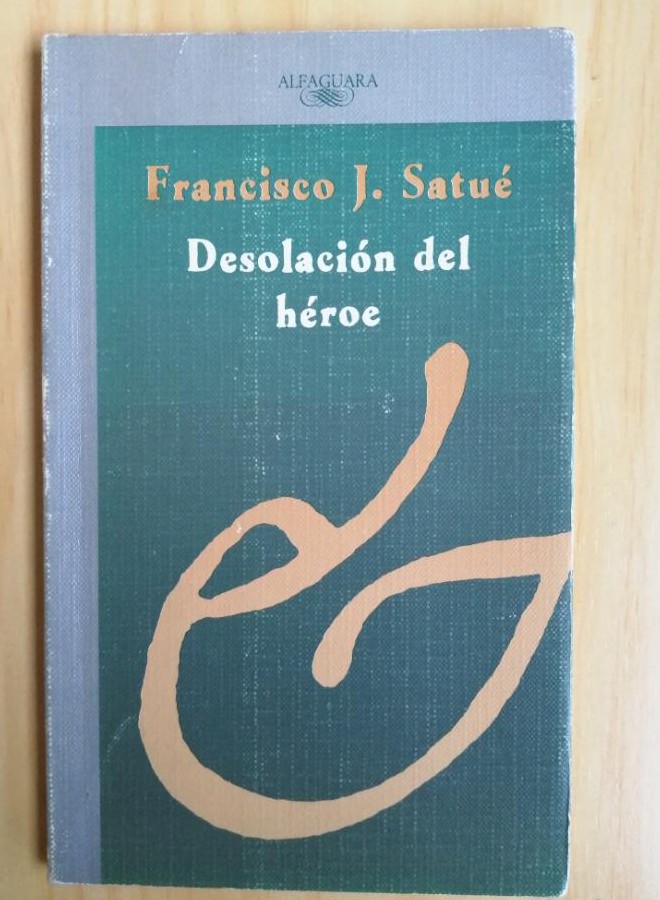 ALFAGUARA
Francisco J. Satué
Desolación del
héroe